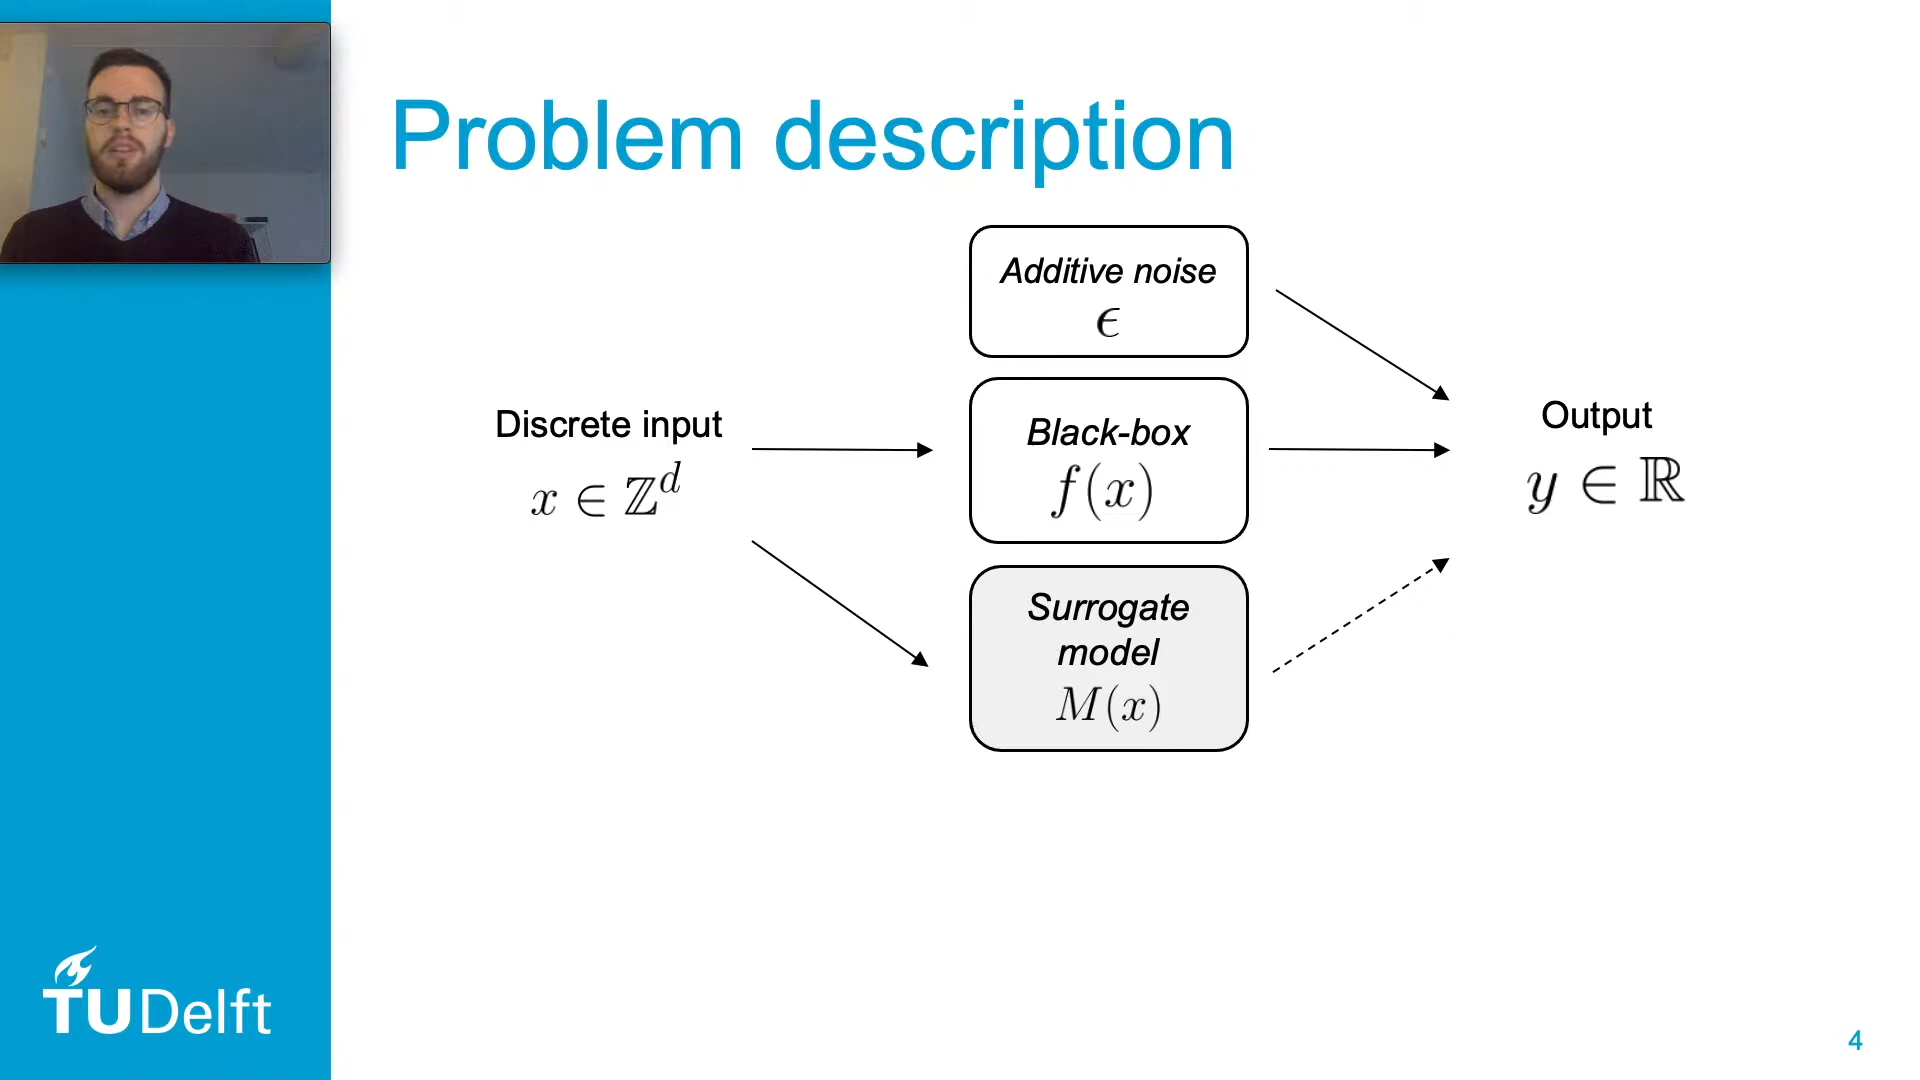 Problem description
Additive noise
ϵ
Discrete input
x ∈ ℤ^d
Black-box
f(x)
Output
y ∈ ℝ
Surrogate
model
M(x)
TUDelft
4